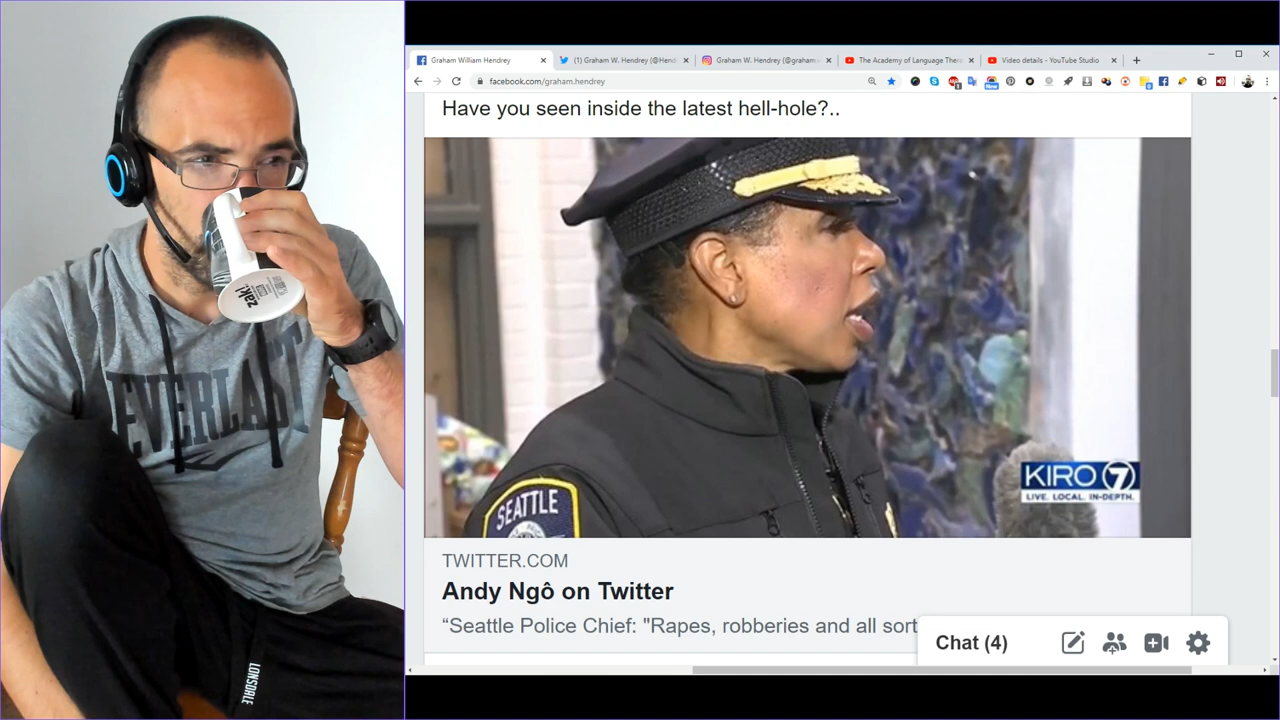 Graham William Hendrey
(1) Graham W. Hendrey (@Hend
Graham W. Hendrey (@graham.
The Academy of Language Ther
Video details - YouTube Studio
facebook.com/graham.hendrey
Have you seen inside the latest hell-hole?..
zaki
EVERLAST
LONSDALE
SEATTLE
KIRO 7
LIVE. LOCAL. IN-DEPTH.
TWITTER.COM
Andy Ngô on Twitter
“Seattle Police Chief: "Rapes, robberies and all sort
Chat (4)